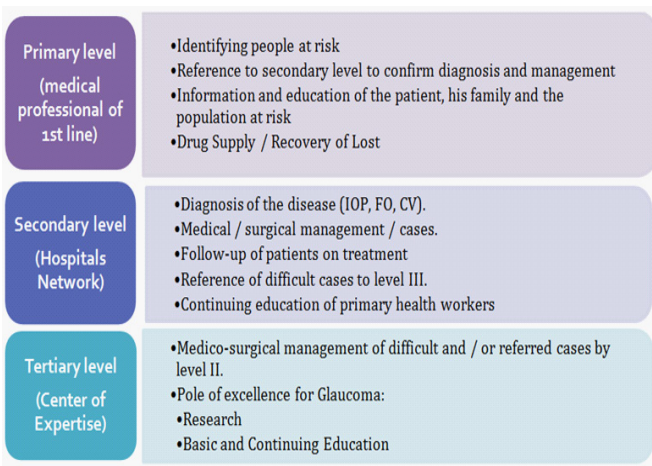 Primary level
(medical
professional of
1st line)
•Identifying people at risk
•Reference to secondary level to confirm diagnosis and management
•Information and education of the patient, his family and the
population at risk
•Drug Supply / Recovery of Lost
Secondary level
(Hospitals
Network)
•Diagnosis of the disease (IOP, FO, CV).
•Medical / surgical management / cases.
•Follow-up of patients on treatment
•Reference of difficult cases to level III.
•Continuing education of primary health workers
Tertiary level
(Center of
Expertise)
•Medico-surgical management of difficult and / or referred cases by
level II.
•Pole of excellence for Glaucoma:
•Research
•Basic and Continuing Education